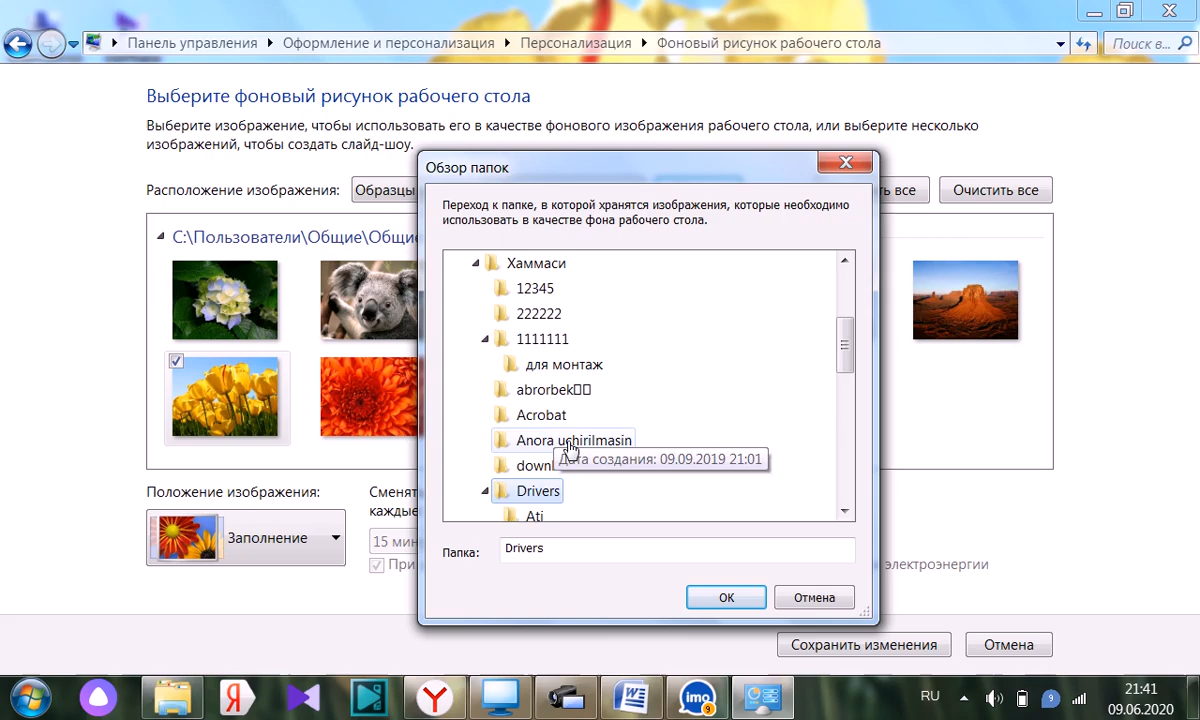 Панель управления
Оформление и персонализация
Персонализация
Фоновый рисунок рабочего стола
Поиск в...
Выберите фоновый рисунок рабочего стола
Выберите изображение, чтобы использовать его в качестве фонового изображения рабочего стола, или выберите несколько
изображений, чтобы создать слайд-шоу.
Расположение изображения:
Образцы
все
Очистить все
C:\Пользователи\Общие\Общие
Обзор папок
Переход к папке, в которой хранятся изображения, которые необходимо
использовать в качестве фона рабочего стола.
Хаммаси
12345
222222
1111111
для монтаж
abrorbek
Acrobat
Anora uchirilmasin
Дата создания: 09.09.2019 21:01
Drivers
Ati
Папка:
Drivers
OK
Отмена
Положение изображения:
Заполнение
каждые
15 мин
При
электроэнергии
Сохранить изменения
Отмена
Я
Y
W
imo
9
RU
9
21:41
09.06.2020